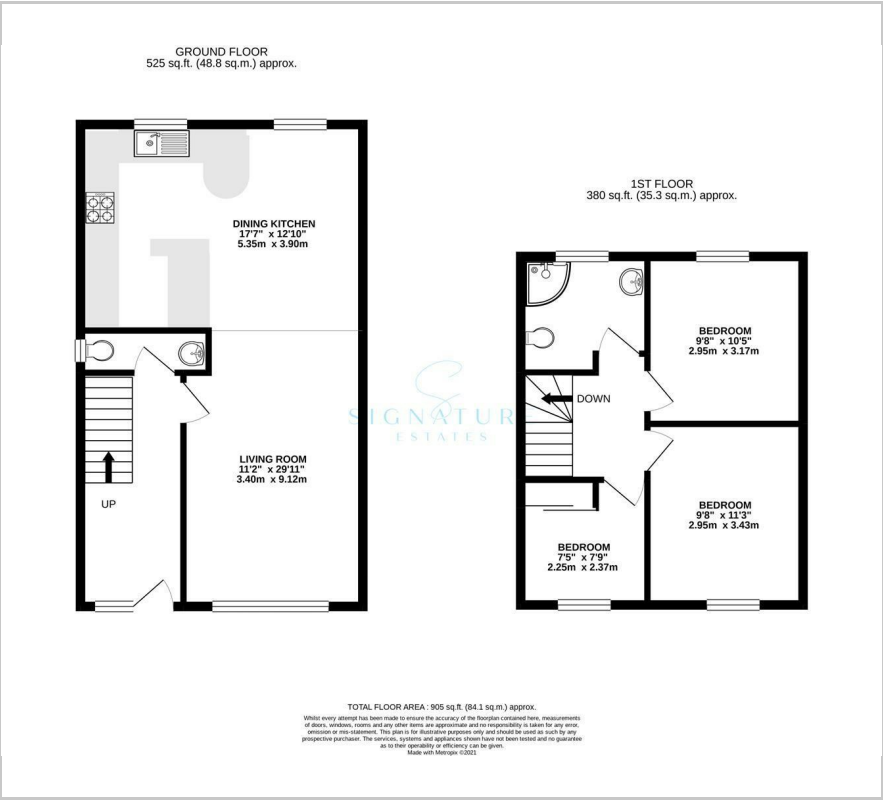 GROUND FLOOR
525 sq.ft. (48.8 sq.m.) approx.
1ST FLOOR
380 sq.ft. (35.3 sq.m.) approx.
DINING KITCHEN
17'7" x 12'10"
5.35m x 3.90m
BEDROOM
9'8" x 10'5"
2.95m x 3.17m
DOWN
SIGNATUR
ESTATES
LIVING ROOM
11'2" x 29'11"
3.40m x 9.12m
UP
BEDROOM
9'8" x 11'3"
2.95m x 3.43m
BEDROOM
7'5" x 7'9"
2.25m x 2.37m
TOTAL FLOOR AREA : 905 sq.ft. (84.1 sq.m.) approx.
Whilst every attempt has been made to ensure the accuracy of the floorplan contained here, measurements
of doors, windows, rooms and any other items are approximate and no responsibility is taken for any error,
omission or mis-statement. This plan is for illustrative purposes only and should be used as such by any
prospective purchaser. The services, systems and appliances shown have not been tested and no guarantee
as to their operability or efficiency can be given.
Made with Metropix ©2021